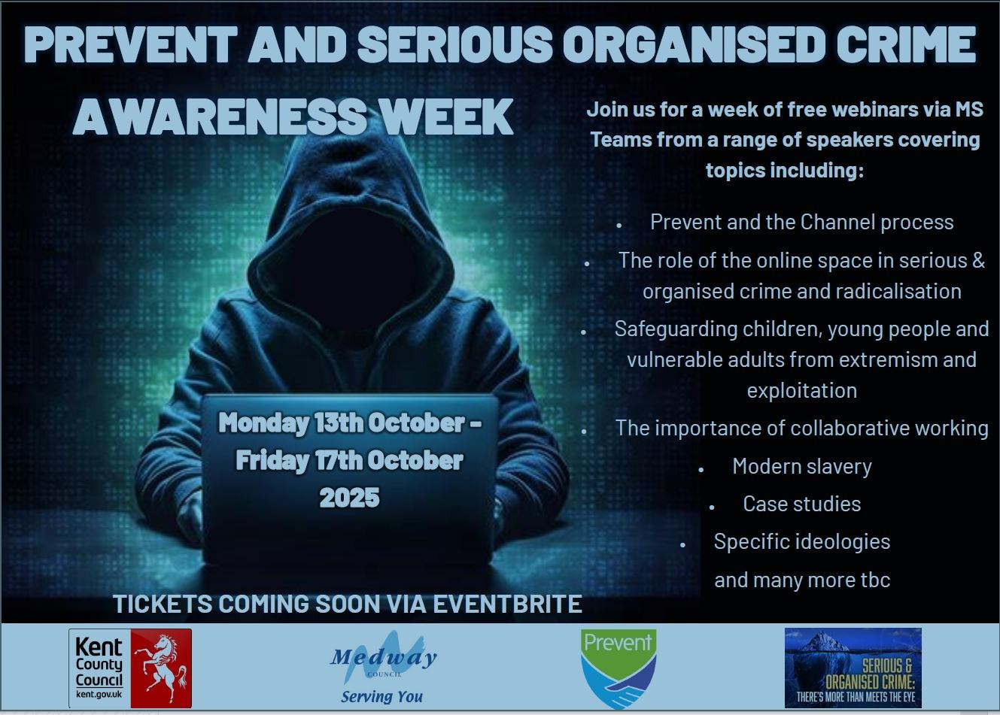 PREVENT AND SERIOUS ORGANISED CRIME
AWARENESS WEEK
Join us for a week of free webinars via MS
Teams from a range of speakers covering
topics including:
• Prevent and the Channel process
• The role of the online space in serious &
organised crime and radicalisation
• Safeguarding children, young people and
vulnerable adults from extremism and
exploitation
• The importance of collaborative working
• Modern slavery
• Case studies
• Specific ideologies
and many more tbc
Monday 13th October –
Friday 17th October
2025
TICKETS COMING SOON VIA EVENTBRITE
Kent
County
Council
kent.gov.uk
Medway
COUNCIL
Serving You
Prevent
SERIOUS &
ORGANISED CRIME:
THERE'S MORE THAN MEETS THE EYE